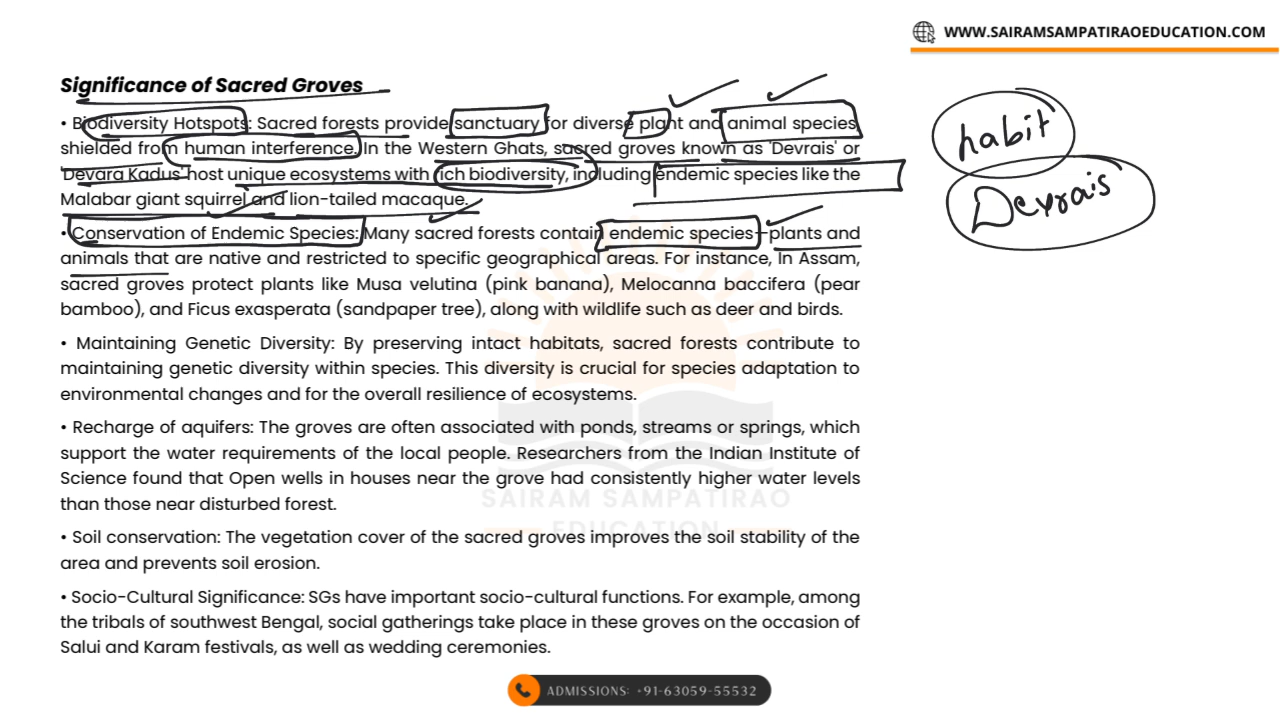 WWW.SAIRAMSAMPATIRAOEDUCATION.COM
Significance of Sacred Groves
• Biodiversity Hotspots: Sacred forests provide sanctuary for diverse plant and animal species,
shielded from human interference. In the Western Ghats, sacred groves known as 'Devrais' or
'Devara Kadus' host unique ecosystems with rich biodiversity, including endemic species like the
Malabar giant squirrel and lion-tailed macaque.
• Conservation of Endemic Species: Many sacred forests contain endemic species–plants and
animals that are native and restricted to specific geographical areas. For instance, In Assam,
sacred groves protect plants like Musa velutina (pink banana), Melocanna baccifera (pear
bamboo), and Ficus exasperata (sandpaper tree), along with wildlife such as deer and birds.
• Maintaining Genetic Diversity: By preserving intact habitats, sacred forests contribute to
maintaining genetic diversity within species. This diversity is crucial for species adaptation to
environmental changes and for the overall resilience of ecosystems.
• Recharge of aquifers: The groves are often associated with ponds, streams or springs, which
support the water requirements of the local people. Researchers from the Indian Institute of
Science found that Open wells in houses near the grove had consistently higher water levels
than those near disturbed forest.
• Soil conservation: The vegetation cover of the sacred groves improves the soil stability of the
area and prevents soil erosion.
• Socio-Cultural Significance: SGs have important socio-cultural functions. For example, among
the tribals of southwest Bengal, social gatherings take place in these groves on the occasion of
Salui and Karam festivals, as well as wedding ceremonies.
habit
Devrais
SAIRAM SAMPATIRAO
EDUCATION
ADMISSIONS: +91-63059-55532